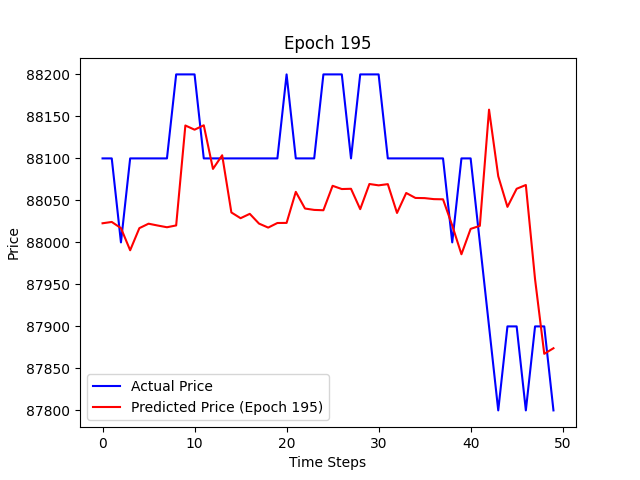 Epoch 195
88200
88150
88100
88050
88000
87950
87900
87850
87800
Price
Actual Price
Predicted Price (Epoch 195)
0 10 20 30 40 50
Time Steps